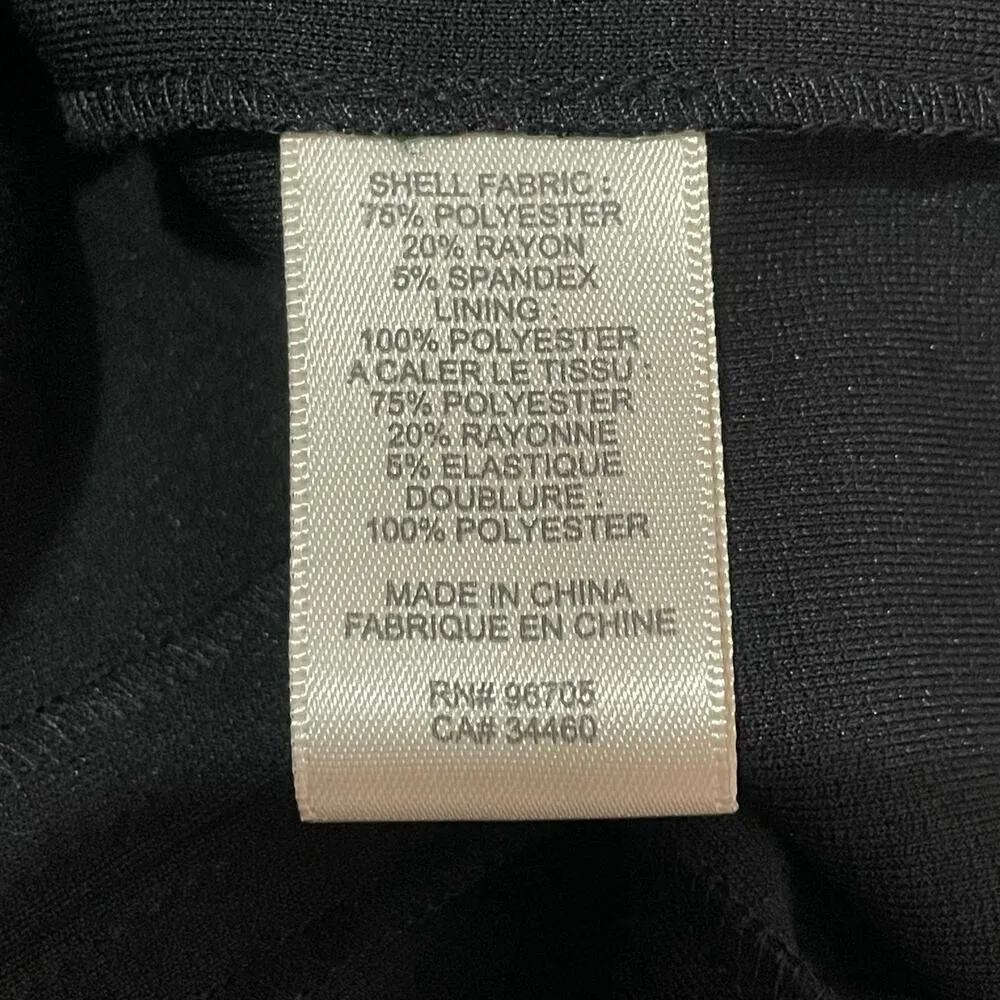 SHELL FABRIC :
75% POLYESTER
20% RAYON
5% SPANDEX
LINING :
100% POLYESTER
A CALER LE TISSU :
75% POLYESTER
20% RAYONNE
5% ELASTIQUE
DOUBLURE :
100% POLYESTER
MADE IN CHINA
FABRIQUE EN CHINE
RN# 96705
CA# 34460